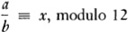 a/b ≡ x, modulo 12